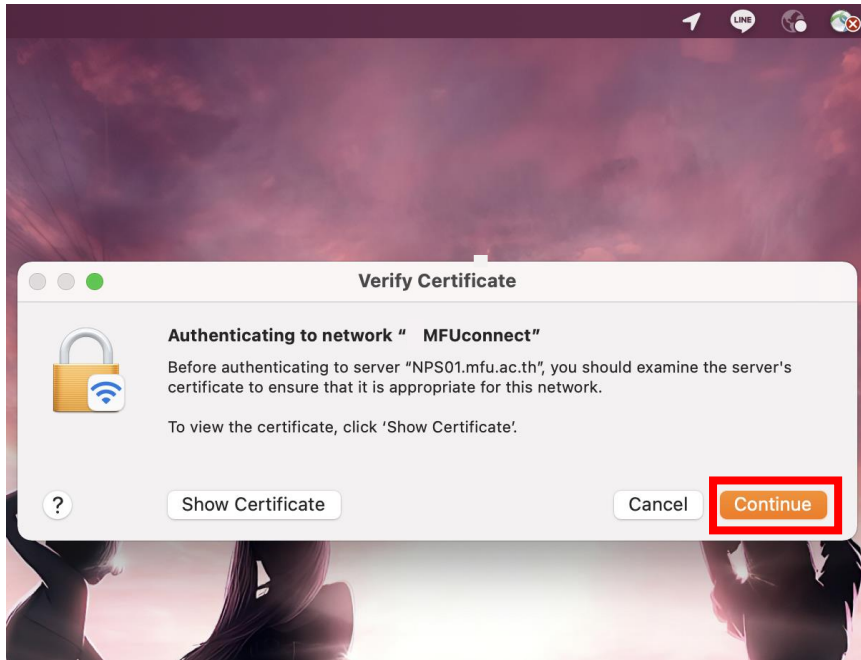 LINE
Verify Certificate
Authenticating to network “ MFUconnect”
Before authenticating to server “NPS01.mfu.ac.th”, you should examine the server's
certificate to ensure that it is appropriate for this network.
To view the certificate, click ‘Show Certificate’.
?
Show Certificate
Cancel
Continue